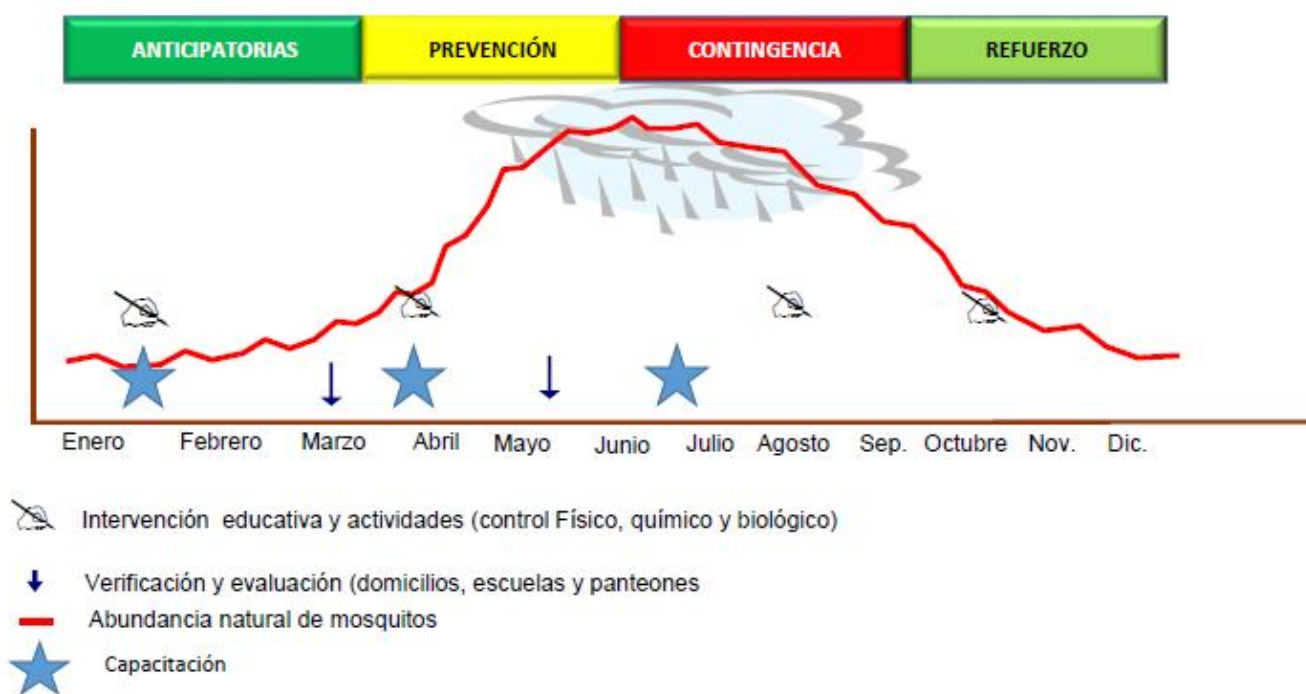 ANTICIPATORIAS PREVENCIÓN CONTINGENCIA REFUERZO
Enero Febrero Marzo Abril Mayo Junio Julio Agosto Sep. Octubre Nov. Dic.
Intervención educativa y actividades (control Físico, químico y biológico)
Verificación y evaluación (domicilios, escuelas y panteones
Abundancia natural de mosquitos
Capacitación